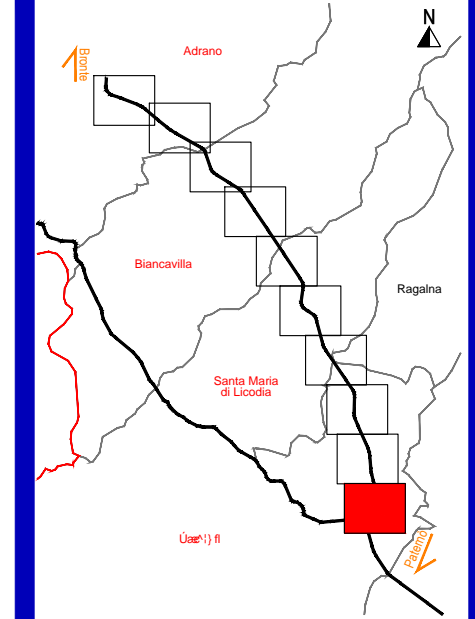 N
Adrano
Bronte
Biancavilla
Ragalna
Santa Maria
di Licodia
Paternò